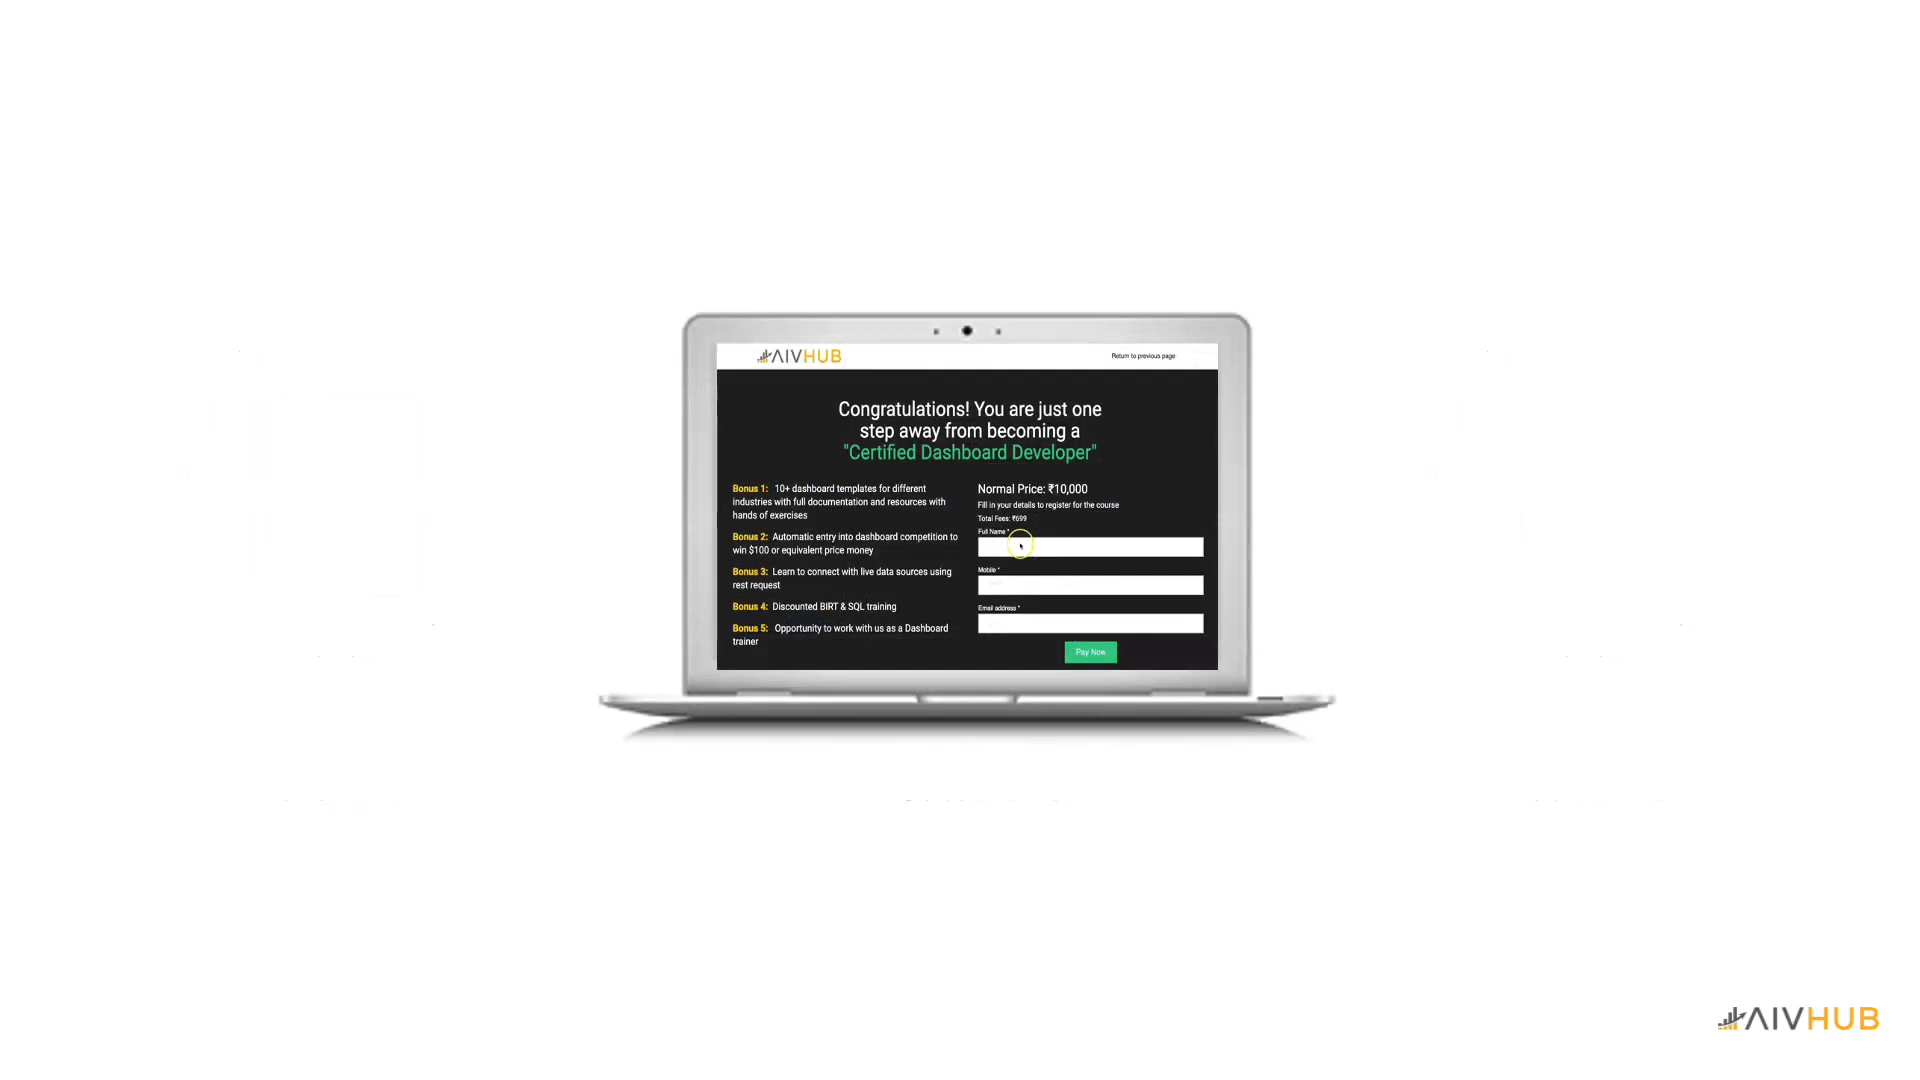 AIVHUB
Return to previous page
Congratulations! You are just one
step away from becoming a
"Certified Dashboard Developer"
Bonus 1: 10+ dashboard templates for different
industries with full documentation and resources with
hands of exercises
Bonus 2: Automatic entry into dashboard competition to
win $100 or equivalent price money
Bonus 3: Learn to connect with live data sources using
rest request
Bonus 4: Discounted BIRT & SQL training
Bonus 5: Opportunity to work with us as a Dashboard
trainer
Normal Price: ₹10,000
Fill in your details to register for the course
Total Fees: ₹699
Full Name *
Mobile *
Email address *
Pay Now
AIVHUB